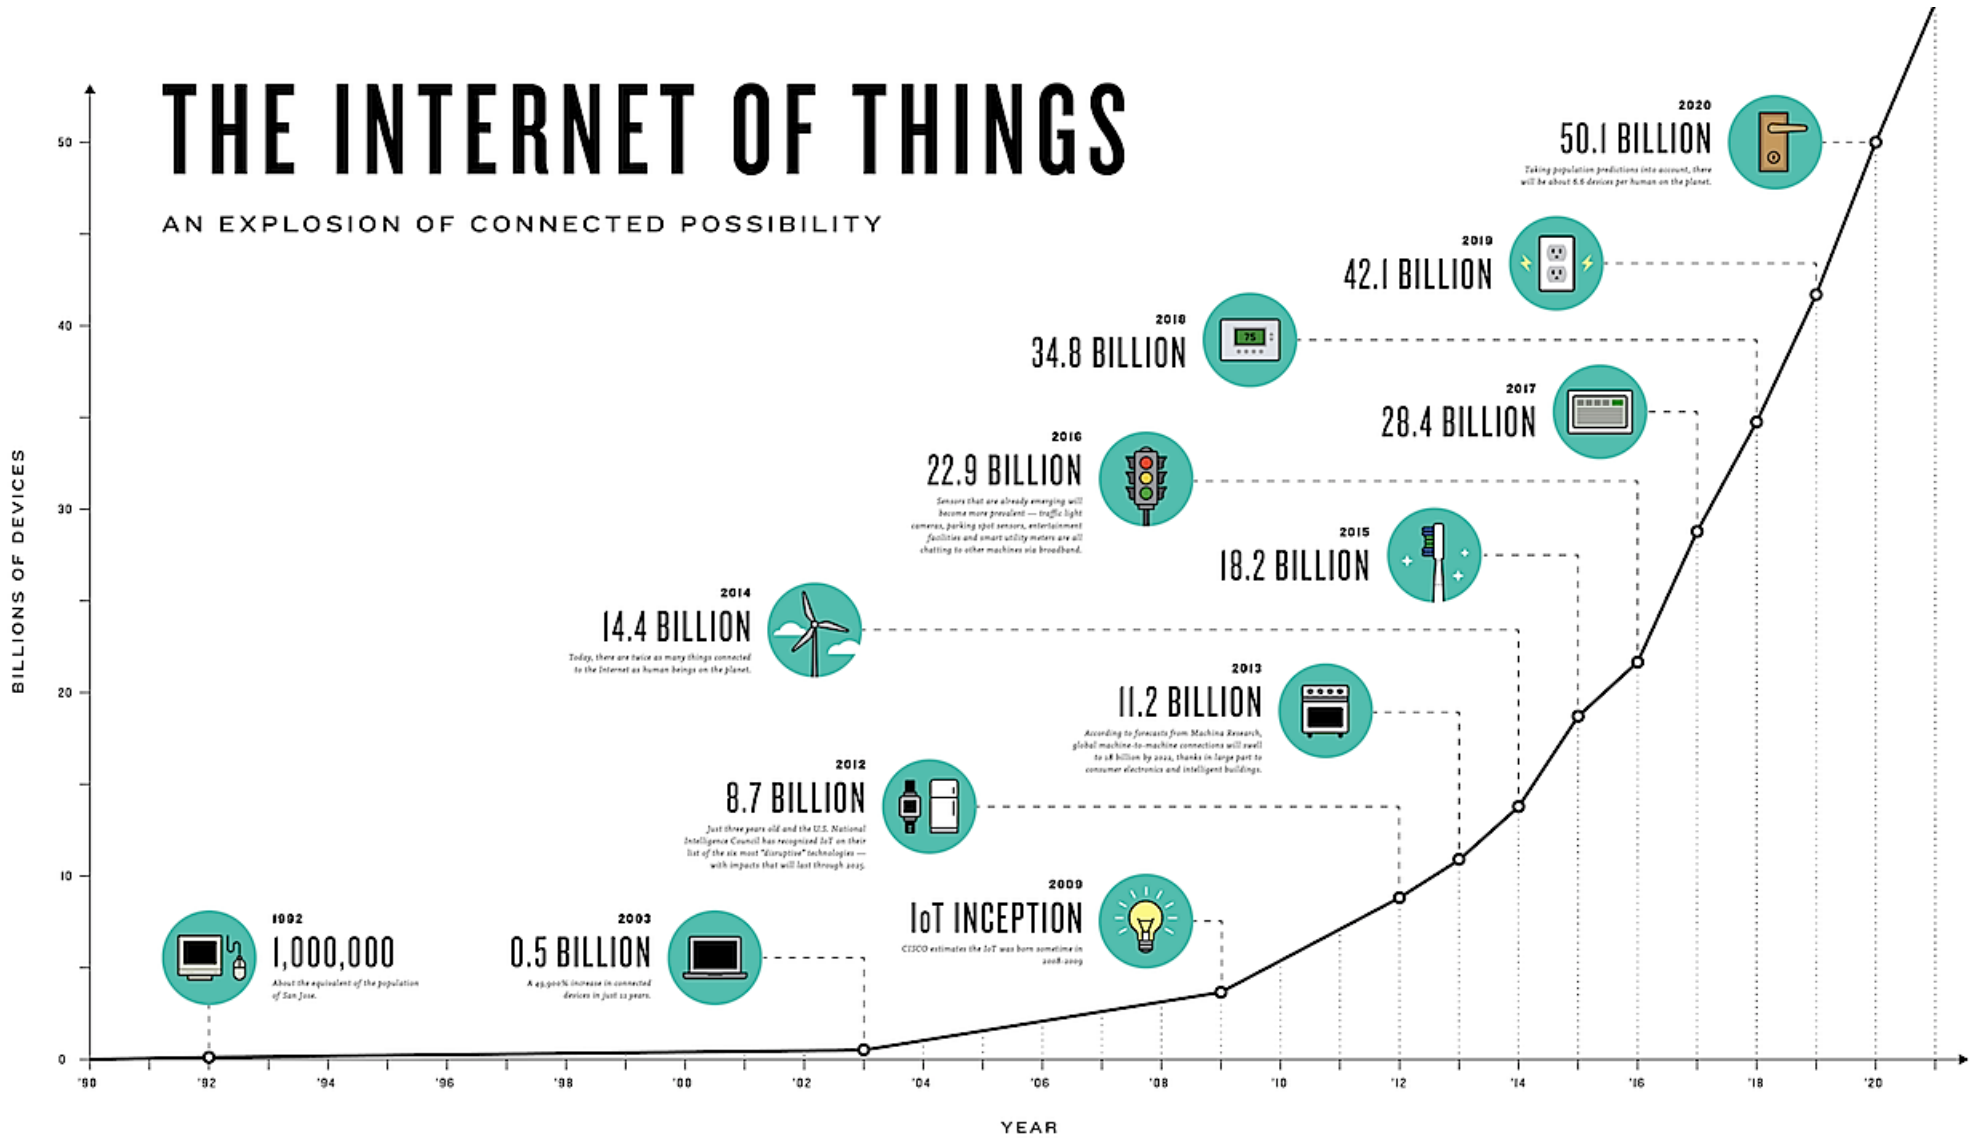 THE INTERNET OF THINGS
AN EXPLOSION OF CONNECTED POSSIBILITY
2020
50.1 BILLION
Taking population predictions into account, there
will be about 6.6 devices per human on the planet.
2019
42.1 BILLION
2018
34.8 BILLION
75
2017
28.4 BILLION
2016
22.9 BILLION
Sensors that are already emerging will
become more prevalent — traffic light
cameras, parking spot sensors, entertainment
facilities and smart utility meters are all
chatting to other machines via broadband.
2015
18.2 BILLION
2014
14.4 BILLION
Today, there are twice as many things connected
to the Internet as human beings on the planet.
2013
11.2 BILLION
According to forecasts from Machina Research,
global machine-to-machine connections will swell
to 18 billion by 2022, thanks in large part to
consumer electronics and intelligent buildings.
2012
8.7 BILLION
Just three years old and the U.S. National
Intelligence Council has recognized IoT on their
list of the six most "disruptive" technologies —
with impacts that will last through 2025.
2009
IoT INCEPTION
CISCO estimates the IoT was born sometime in
2008-2009
2003
0.5 BILLION
A 49,900% increase in connected
devices in just 11 years.
1992
1,000,000
About the equivalent of the population
of San Jose.
BILLIONS OF DEVICES
50
40
30
20
10
0
'90 '92 '94 '96 '98 '00 '02 '04 '06 '08 '10 '12 '14 '16 '18 '20
YEAR